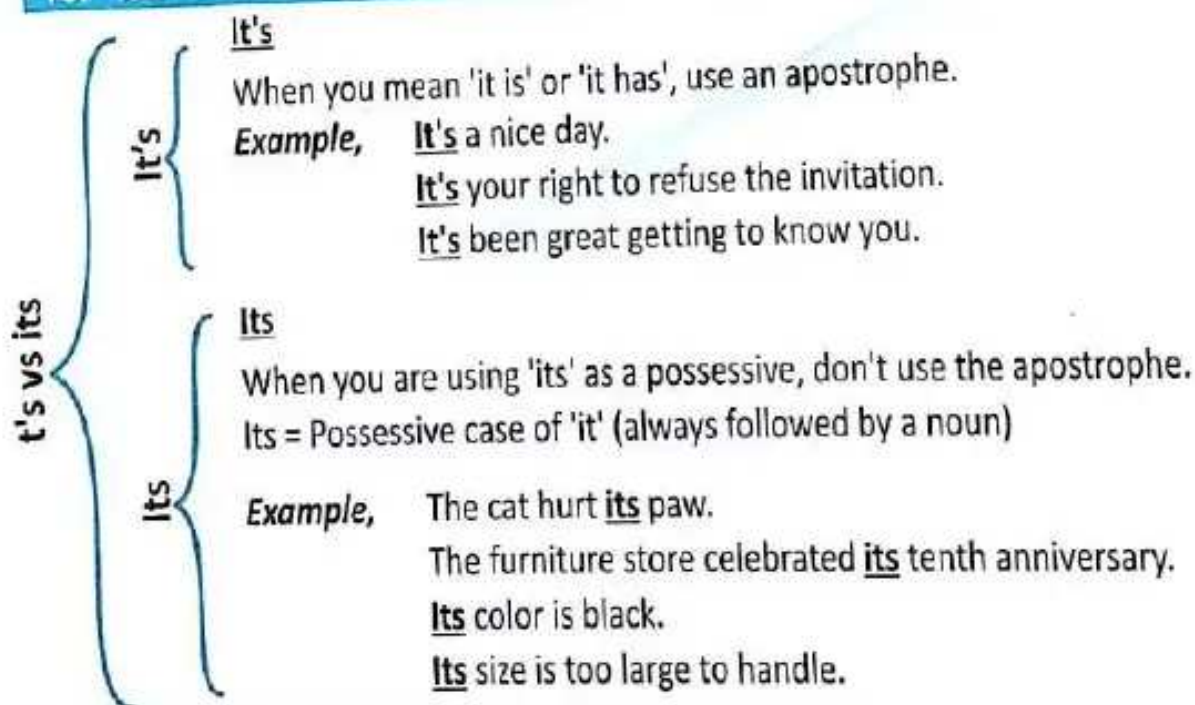 It's
When you mean 'it is' or 'it has', use an apostrophe.
It's
Example, It's a nice day.
It's your right to refuse the invitation.
It's been great getting to know you.
t's vs its
Its
When you are using 'its' as a possessive, don't use the apostrophe.
Its = Possessive case of 'it' (always followed by a noun)
Its
Example, The cat hurt its paw.
The furniture store celebrated its tenth anniversary.
Its color is black.
Its size is too large to handle.